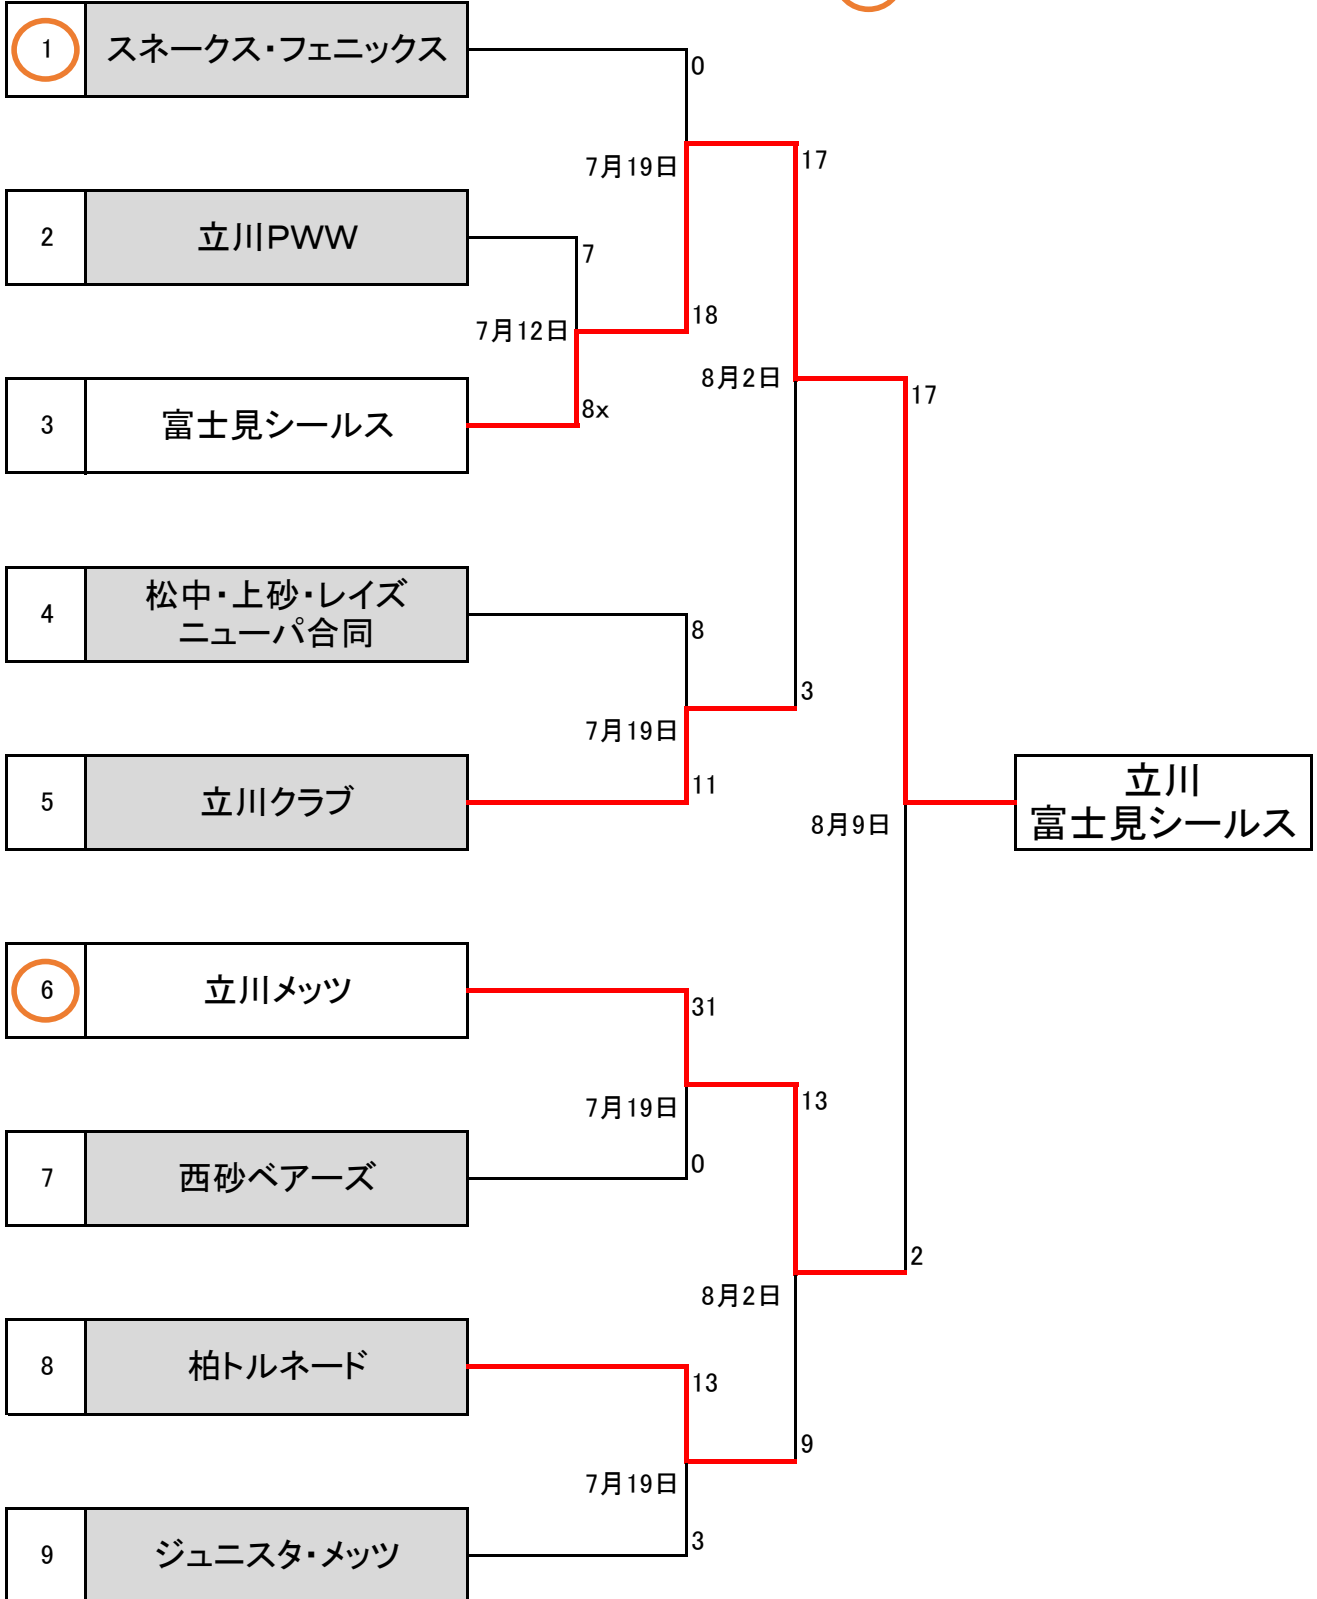 1
スネークス・フェニックス
0
7月19日
17
2
立川PWW
7
7月12日
18
3
富士見シールス
8x
8月2日
17
4
松中・上砂・レイズ
ニューパ合同
8
3
7月19日
5
立川クラブ
11
8月9日
立川
富士見シールス
6
立川メッツ
31
7月19日
13
7
西砂ベアーズ
0
2
8月2日
8
柏トルネード
13
9
7月19日
9
ジュニスタ・メッツ
3